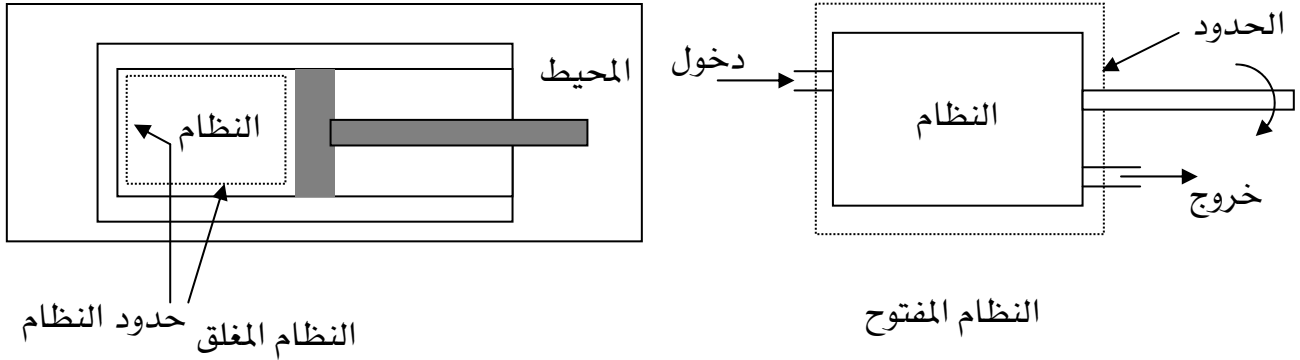 الحدود
دخول
النظام
خروج
النظام المفتوح
المحيط
النظام
حدود النظام
النظام المغلق